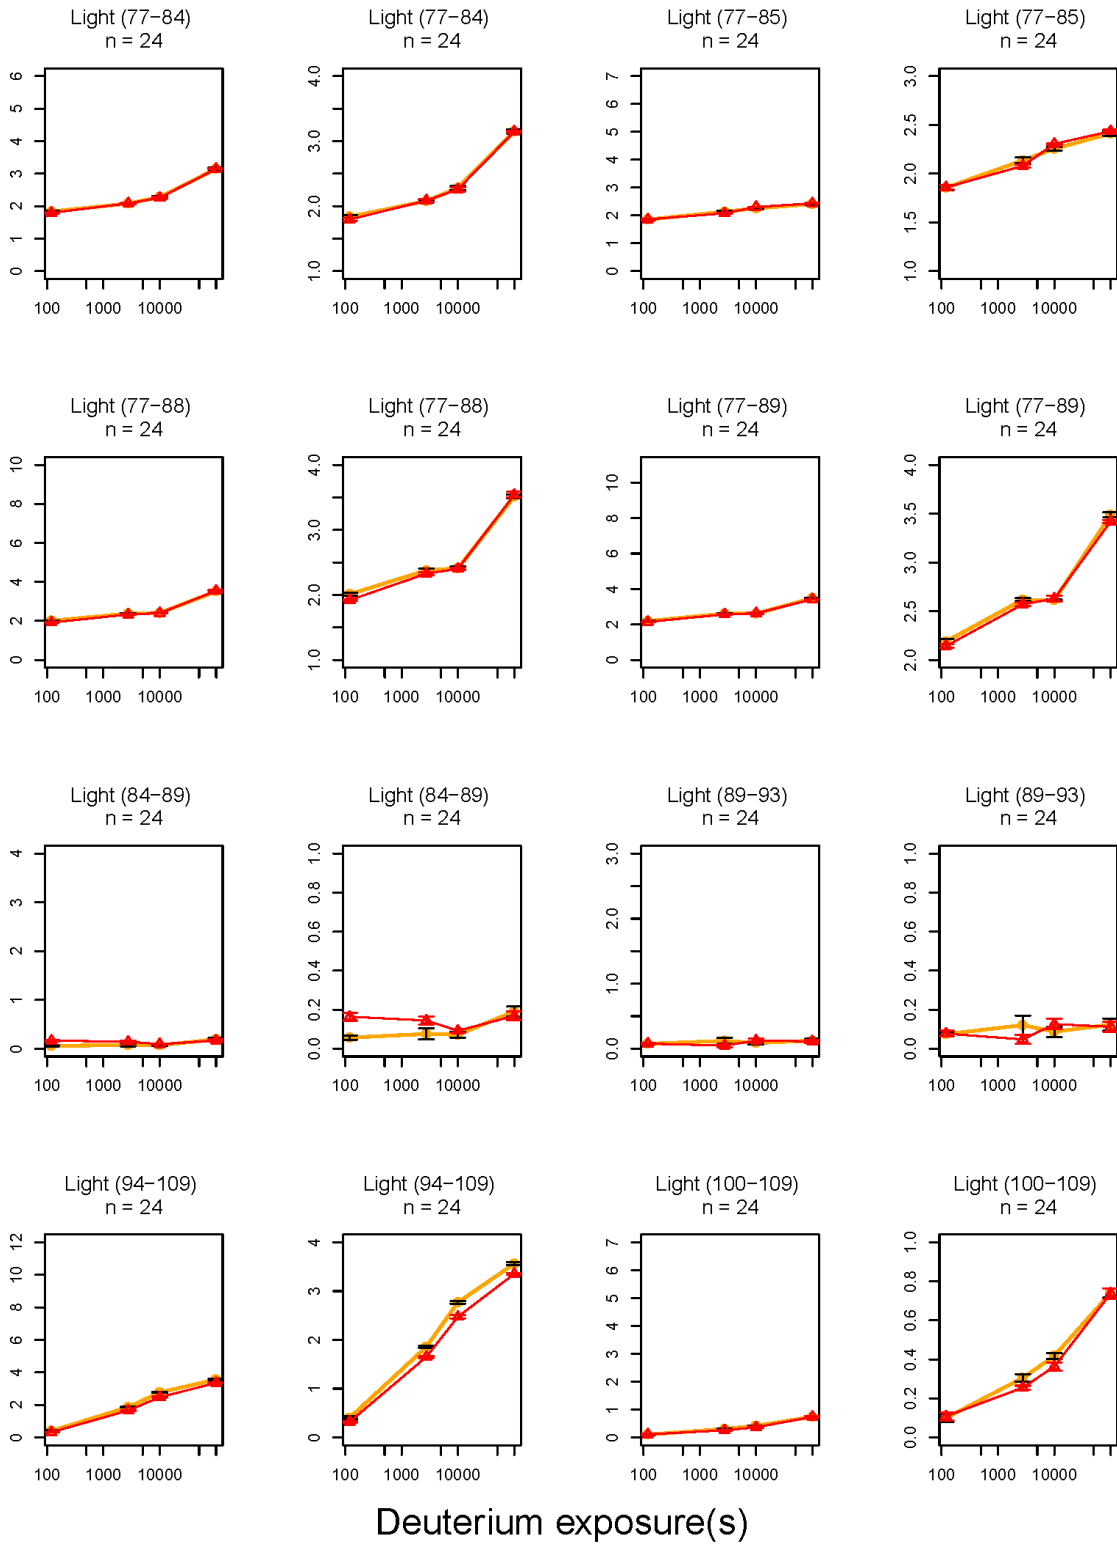 Light (77−84)
n = 24
0 1 2 3 4 5 6
100 1000 10000
Light (77−84)
n = 24
1.0 2.0 3.0 4.0
100 1000 10000
Light (77−85)
n = 24
0 1 2 3 4 5 6 7
100 1000 10000
Light (77−85)
n = 24
1.0 1.5 2.0 2.5 3.0
100 1000 10000
Light (77−88)
n = 24
0 2 4 6 8 10
100 1000 10000
Light (77−88)
n = 24
1.0 2.0 3.0 4.0
100 1000 10000
Light (77−89)
n = 24
0 2 4 6 8 10
100 1000 10000
Light (77−89)
n = 24
2.0 2.5 3.0 3.5 4.0
100 1000 10000
Light (84−89)
n = 24
0 1 2 3 4
100 1000 10000
Light (84−89)
n = 24
0.0 0.2 0.4 0.6 0.8 1.0
100 1000 10000
Light (89−93)
n = 24
0.0 1.0 2.0 3.0
100 1000 10000
Light (89−93)
n = 24
0.0 0.2 0.4 0.6 0.8 1.0
100 1000 10000
Light (94−109)
n = 24
0 2 4 6 8 10 12
100 1000 10000
Light (94−109)
n = 24
0 1 2 3 4
100 1000 10000
Light (100−109)
n = 24
0 1 2 3 4 5 6 7
100 1000 10000
Light (100−109)
n = 24
0.0 0.2 0.4 0.6 0.8 1.0
100 1000 10000
Deuterium exposure(s)